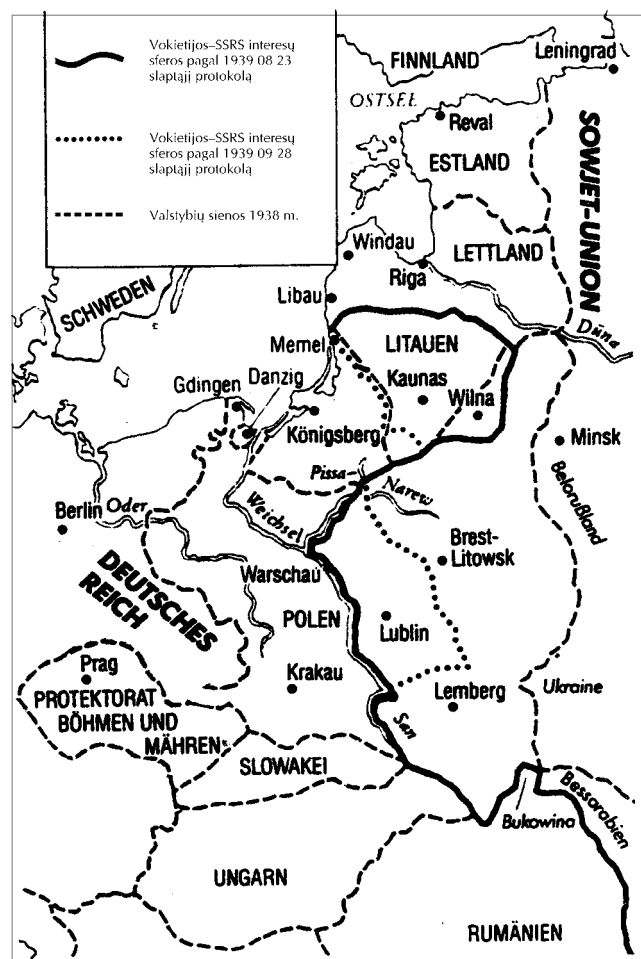 Vokietijos–SSRS interesų
sferos pagal 1939 08 23
slaptąjį protokolą
Vokietijos–SSRS interesų
sferos pagal 1939 09 28
slaptąjį protokolą
Valstybių sienos 1938 m.
FINNLAND
Leningrad
OSTSEE
Reval
ESTLAND
SOWJET-UNION
Windau
LETTLAND
Riga
SCHWEDEN
Libau
Düna
Memel
LITAUEN
Gdingen
Danzig
Kaunas
Wilna
Königsberg
Minsk
Pissa
Narew
Belorußland
Berlin
Oder
Weichsel
Brest-
Litowsk
DEUTSCHES
REICH
Warschau
POLEN
Lublin
Prag
Krakau
Lemberg
Ukraine
PROTEKTORAT
BÖHMEN UND
MÄHREN
San
SLOWAKEI
Bessarabien
Bukowina
UNGARN
RUMÄNIEN